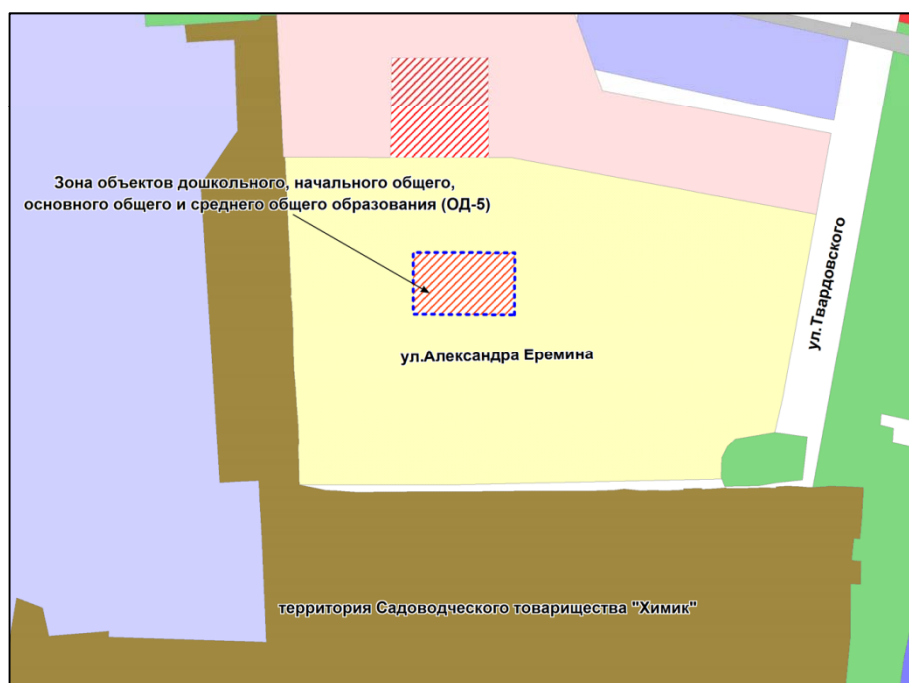 Зона объектов дошкольного, начального общего,
основного общего и среднего общего образования (ОД-5)
ул.Твардовского
ул.Александра Еремина
территория Садоводческого товарищества "Химик"